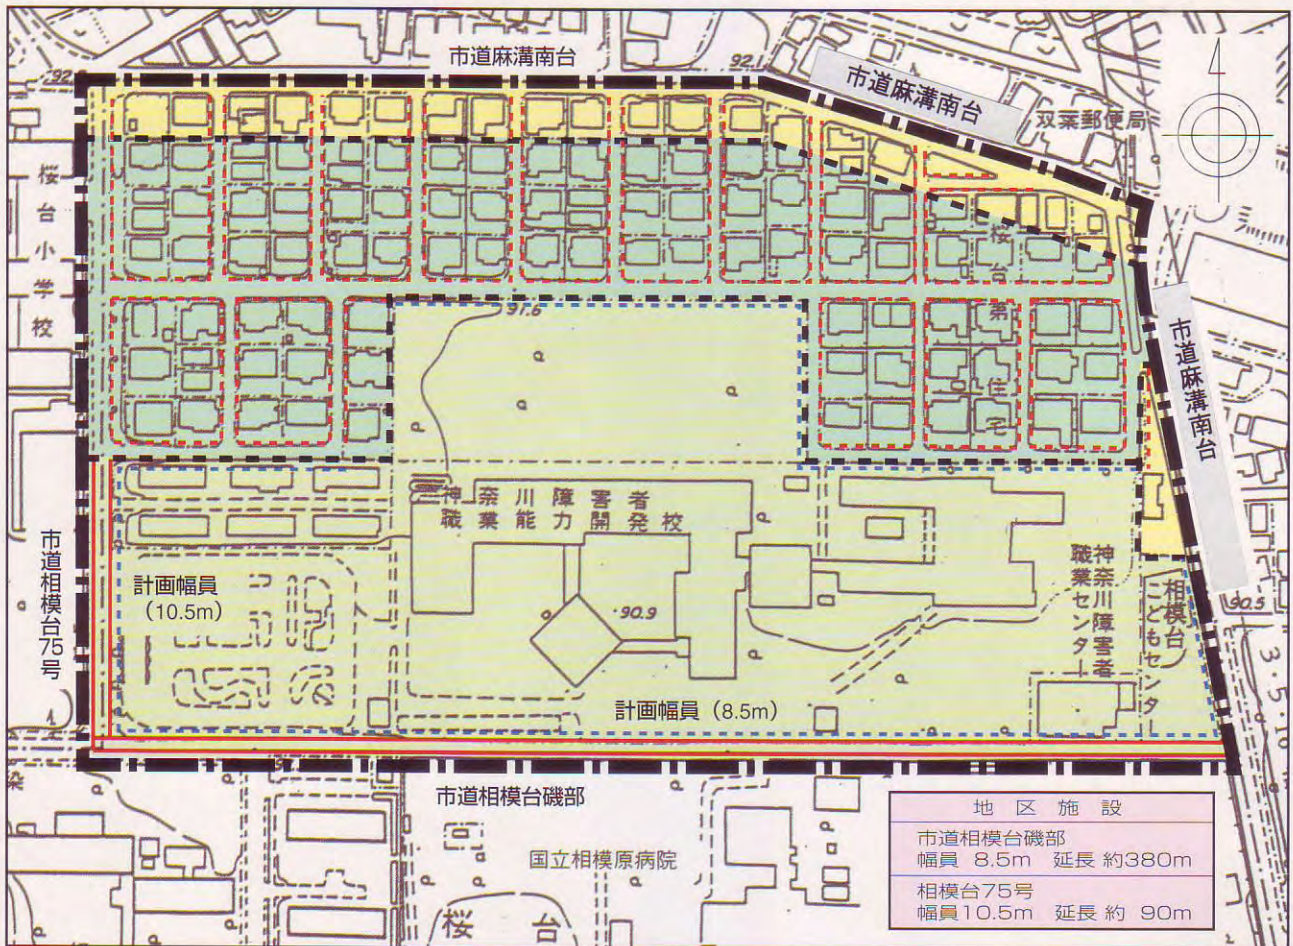 市道麻溝南台
92.
92.
市道麻溝南台
双葉郵便局
桜台小学校
桜台第
住宅
市道麻溝南台
91.6
神奈川障害者
職業能力開発校
市道相模台75号
計画幅員
(10.5m)
90.9
神奈川障害者
職業センター
相模台
こどもセンター
90.5
3・5・10
計画幅員(8.5m)
市道相模台磯部
国立相模原病院
桜台
地区施設
市道相模台磯部
幅員 8.5m 延長 約380m
相模台75号
幅員10.5m 延長 約 90m